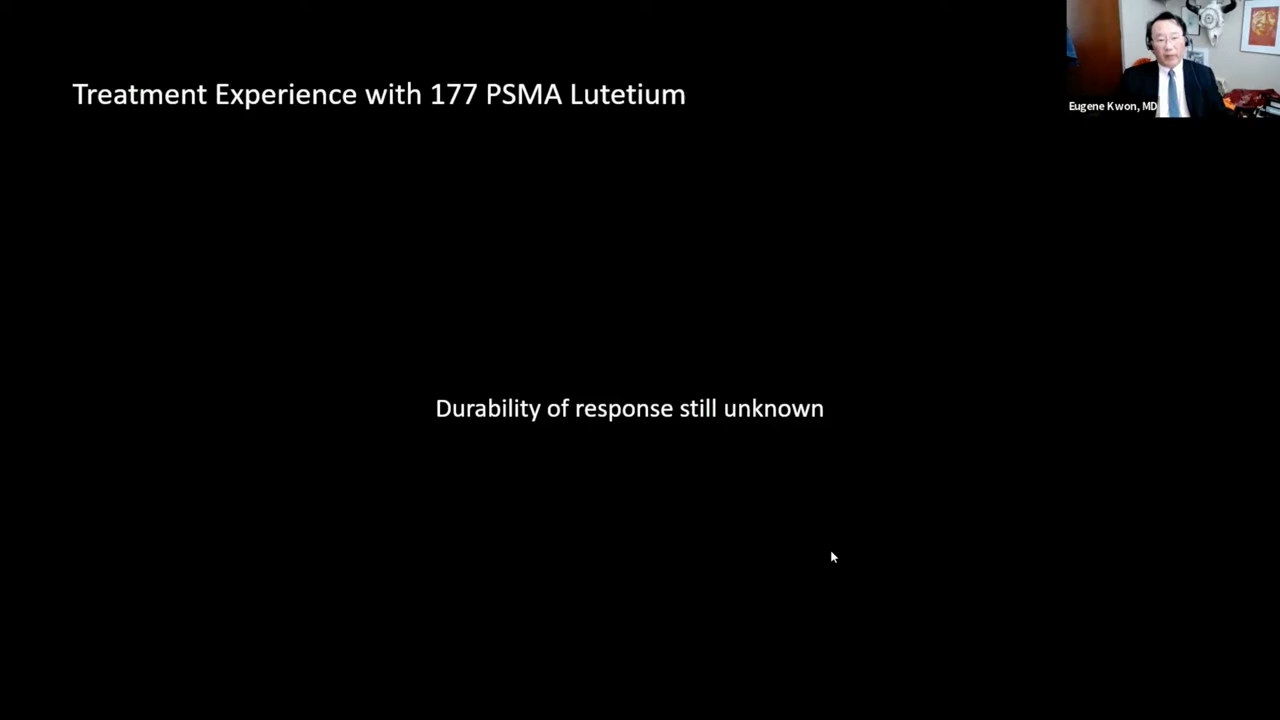 Treatment Experience with 177 PSMA Lutetium
Eugene Kwon, MD
Durability of response still unknown